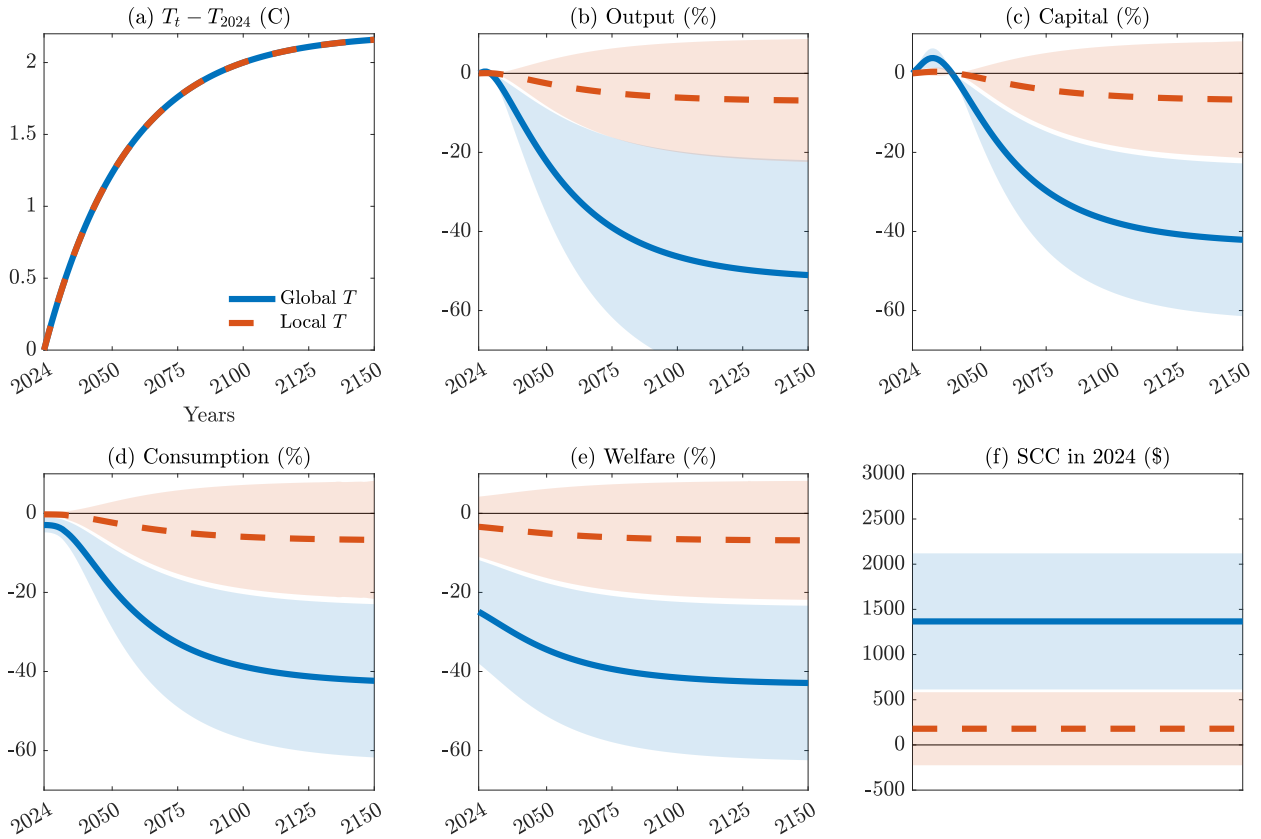 (a) T_t − T_2024 (C)
2
1.5
1
0.5
0
Global T
Local T
2024 2050 2075 2100 2125 2150
Years
(b) Output (%)
0
-20
-40
-60
2024 2050 2075 2100 2125 2150
(c) Capital (%)
0
-20
-40
-60
2024 2050 2075 2100 2125 2150
(d) Consumption (%)
0
-20
-40
-60
2024 2050 2075 2100 2125 2150
(e) Welfare (%)
0
-20
-40
-60
2024 2050 2075 2100 2125 2150
(f) SCC in 2024 ($)
3000
2500
2000
1500
1000
500
0
-500